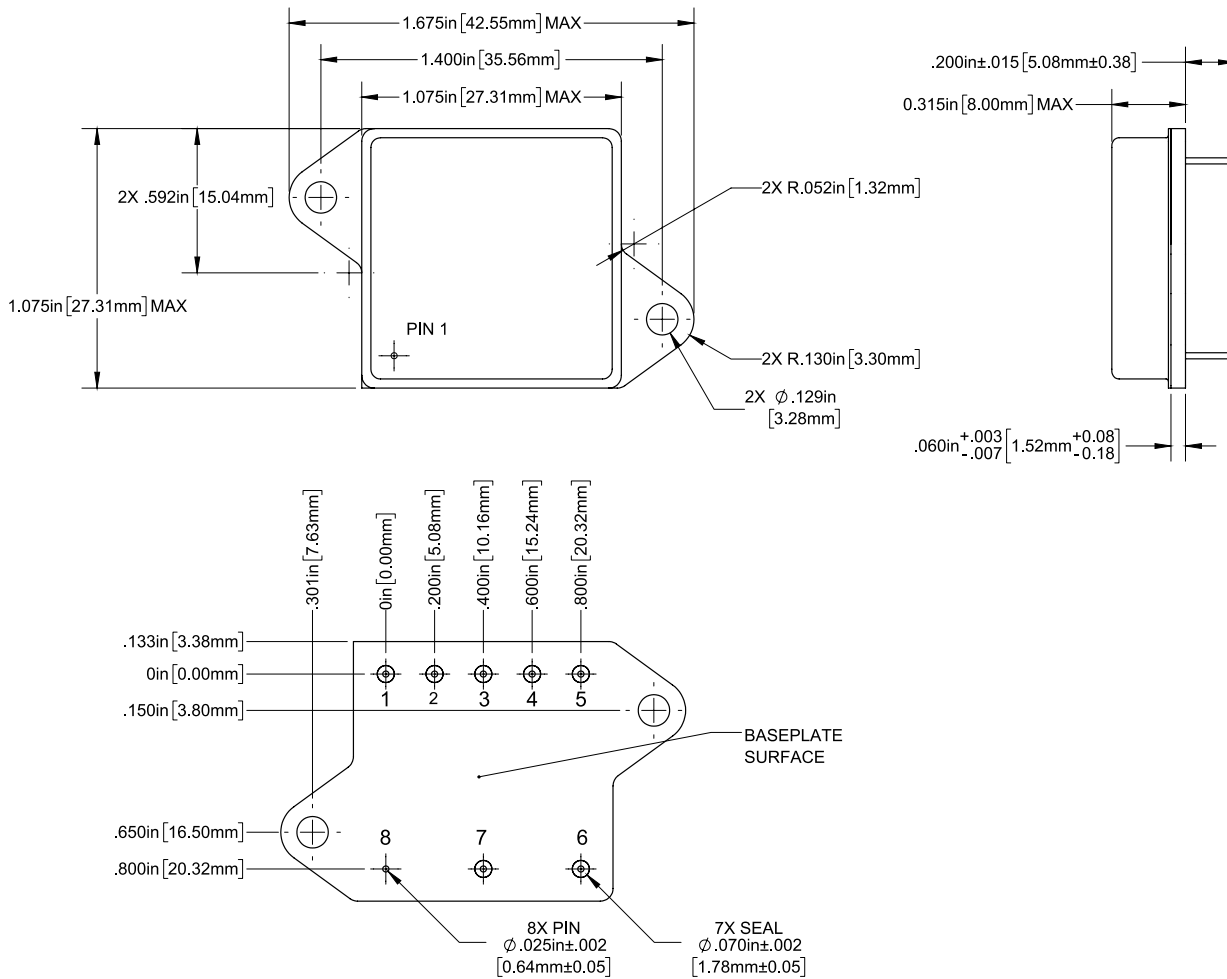 1.675in [42.55mm] MAX
1.400in [35.56mm]
1.075in [27.31mm] MAX
2X .592in [15.04mm]
1.075in [27.31mm] MAX
PIN 1
2X R.052in [1.32mm]
2X R.130in [3.30mm]
2X ∅ .129in
[3.28mm]
.200in±.015 [5.08mm±0.38]
0.315in [8.00mm] MAX
.060in +.003 -.007 [1.52mm +0.08 -0.18]
.301in [7.63mm]
0in [0.00mm]
.200in [5.08mm]
.400in [10.16mm]
.600in [15.24mm]
.800in [20.32mm]
.133in [3.38mm]
0in [0.00mm]
.150in [3.80mm]
.650in [16.50mm]
.800in [20.32mm]
1 2 3 4 5
BASEPLATE
SURFACE
8 7 6
8X PIN
∅ .025in±.002
[0.64mm±0.05]
7X SEAL
∅ .070in±.002
[1.78mm±0.05]